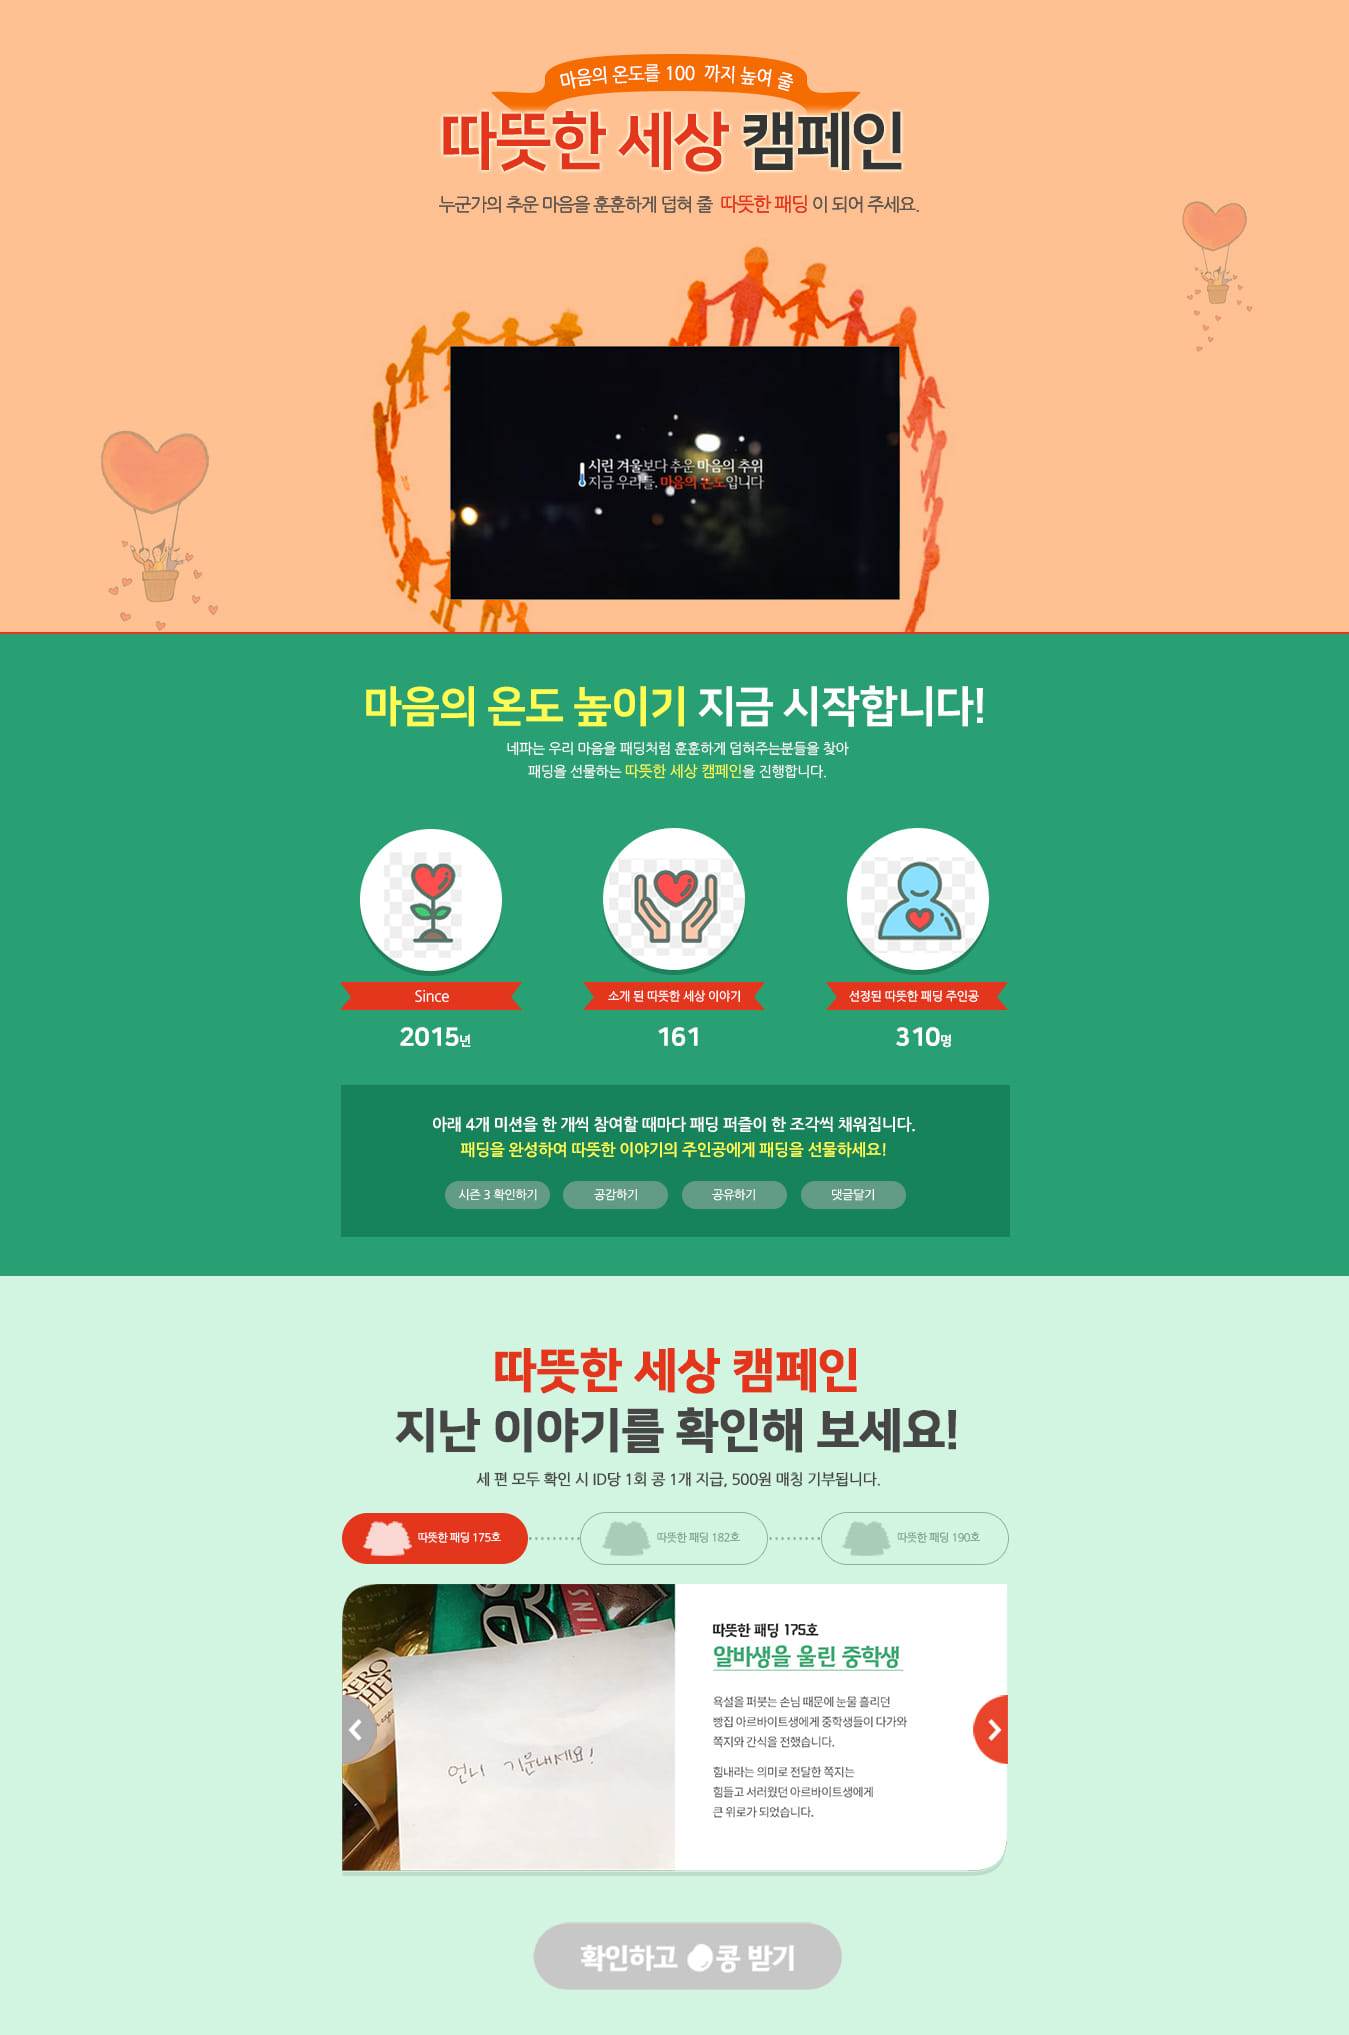 마음의 온도를 100 까지 높여 줄
따뜻한 세상 캠페인
누군가의 추운 마음을 훈훈하게 덥혀 줄 따뜻한 패딩 이 되어 주세요.
시린 겨울보다 추운 마음의 추위
지금 우리들, 마음의 온도입니다
마음의 온도 높이기 지금 시작합니다!
네파는 우리 마음을 패딩처럼 훈훈하게 덥혀주는분들을 찾아
패딩을 선물하는 따뜻한 세상 캠페인을 진행합니다.
Since
소개 된 따뜻한 세상 이야기
선정된 따뜻한 패딩 주인공
2015년
161
310명
아래 4개 미션을 한 개씩 참여할 때마다 패딩 퍼즐이 한 조각씩 채워집니다.
패딩을 완성하여 따뜻한 이야기의 주인공에게 패딩을 선물하세요!
시즌 3 확인하기
공감하기
공유하기
댓글달기
따뜻한 세상 캠페인
지난 이야기를 확인해 보세요!
세 편 모두 확인 시 ID당 1회 콩 1개 지급, 500원 매칭 기부됩니다.
따뜻한 패딩 175호
따뜻한 패딩 182호
따뜻한 패딩 190호
언니 기운내세요!
따뜻한 패딩 175호
알바생을 울린 중학생
욕설을 퍼붓는 손님 때문에 눈물 흘리던
빵집 아르바이트생에게 중학생들이 다가와
쪽지와 간식을 전했습니다.
힘내라는 의미로 전달한 쪽지는
힘들고 서러웠던 아르바이트생에게
큰 위로가 되었습니다.
확인하고 콩 받기